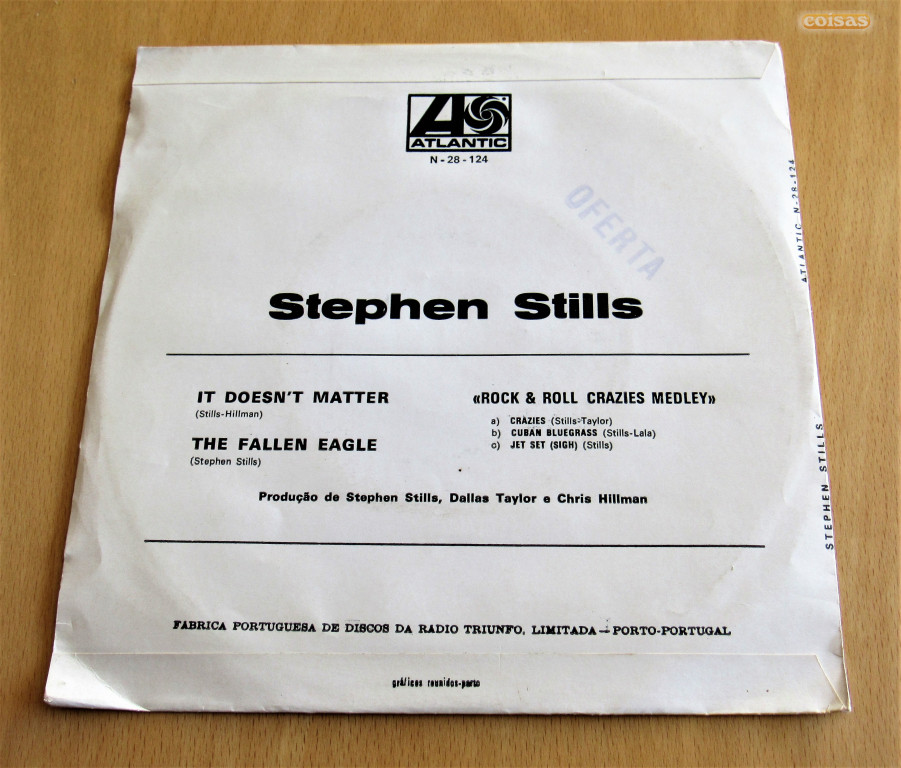 coisas
ATLANTIC
N-28-124
OFERTA
ATLANTIC N-28-124
Stephen Stills
IT DOESN'T MATTER
(Stills-Hillman)
THE FALLEN EAGLE
(Stephen Stills)
«ROCK & ROLL CRAZIES MEDLEY»
a) CRAZIES (Stills-Taylor)
b) CUBAN BLUEGRASS (Stills-Lala)
c) JET SET (SIGH) (Stills)
Produção de Stephen Stills, Dallas Taylor e Chris Hillman
STEPHEN STILLS
FABRICA PORTUGUESA DE DISCOS DA RADIO TRIUNFO, LIMITADA — PORTO-PORTUGAL
gráficos reunidos-porto